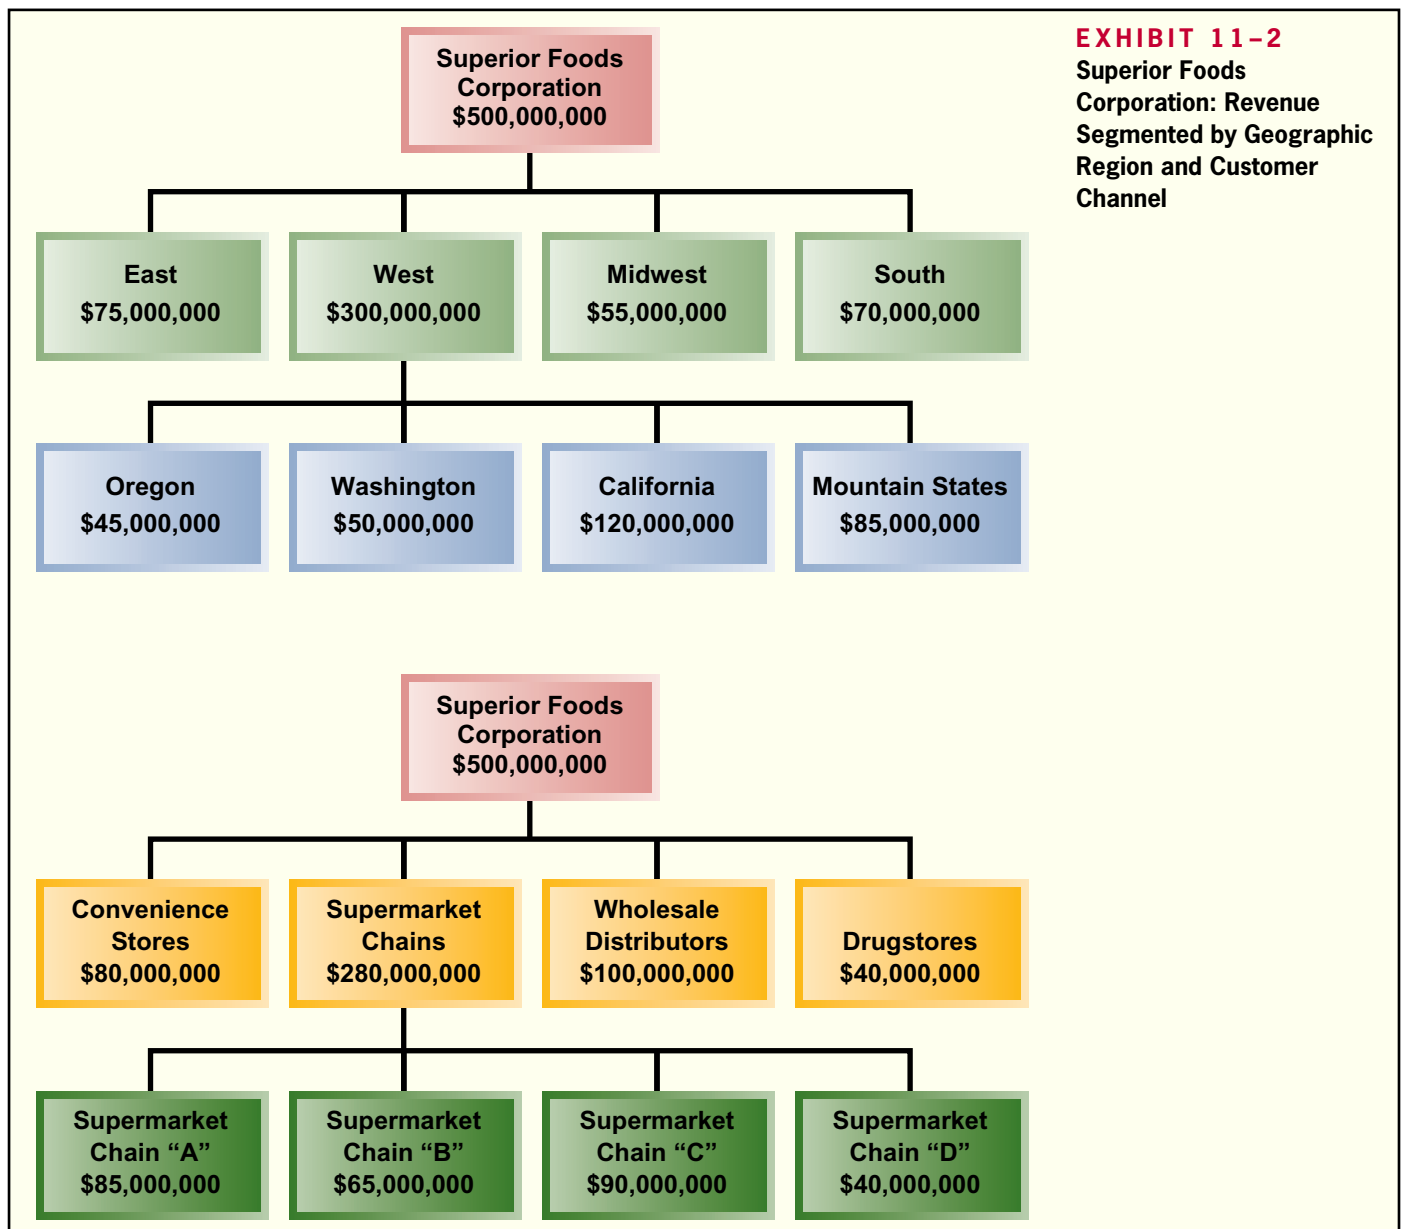 EXHIBIT 11–2
Superior Foods
Corporation: Revenue
Segmented by Geographic
Region and Customer
Channel
Superior Foods
Corporation
$500,000,000
East
$75,000,000
West
$300,000,000
Midwest
$55,000,000
South
$70,000,000
Oregon
$45,000,000
Washington
$50,000,000
California
$120,000,000
Mountain States
$85,000,000
Superior Foods
Corporation
$500,000,000
Convenience
Stores
$80,000,000
Supermarket
Chains
$280,000,000
Wholesale
Distributors
$100,000,000
Drugstores
$40,000,000
Supermarket
Chain “A”
$85,000,000
Supermarket
Chain “B”
$65,000,000
Supermarket
Chain “C”
$90,000,000
Supermarket
Chain “D”
$40,000,000